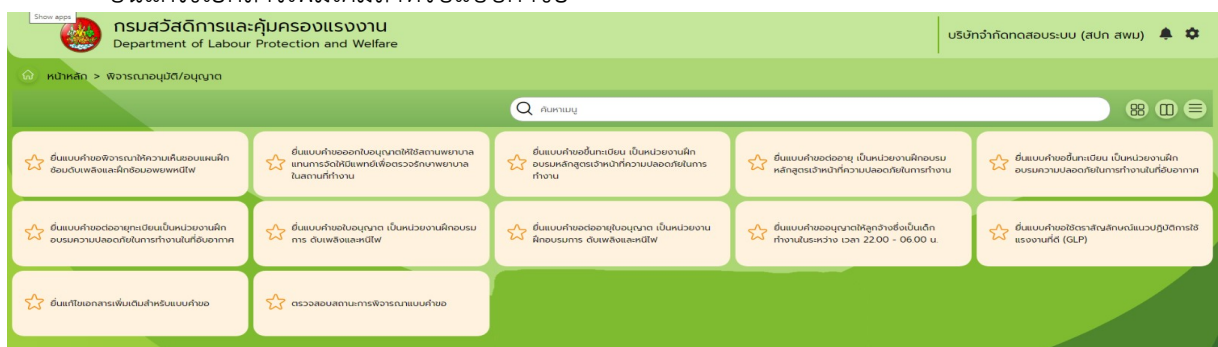 ยื่นแก้ไขเอกสารเพิ่มเติมสำหรับแบบคำขอ
Show apps
กรมสวัสดิการและคุ้มครองแรงงาน
Department of Labour Protection and Welfare
บริษัทจำกัดทดสอบระบบ (สปก สพม)
หน้าหลัก > พิจารณาอนุมัติ/อนุญาต
ค้นหาเมนู
ยื่นแบบคำขอพิจารณาให้ความเห็นชอบแผนฝึก
ซ้อมดับเพลิงและฝึกซ้อมอพยพหนีไฟ
ยื่นแบบคำขอออกใบอนุญาตให้ใช้สถานพยาบาล
แทนการจัดให้มีแพทย์เพื่อตรวจรักษาพยาบาล
ในสถานที่ทำงาน
ยื่นแบบคำขอขึ้นทะเบียน เป็นหน่วยงานฝึก
อบรมหลักสูตรเจ้าหน้าที่ความปลอดภัยในการ
ทำงาน
ยื่นแบบคำขอต่ออายุ เป็นหน่วยงานฝึกอบรม
หลักสูตรเจ้าหน้าที่ความปลอดภัยในการทำงาน
ยื่นแบบคำขอขึ้นทะเบียน เป็นหน่วยงานฝึก
อบรมความปลอดภัยในการทำงานในที่อับอากาศ
ยื่นแบบคำขอต่ออายุทะเบียนเป็นหน่วยงานฝึก
อบรมความปลอดภัยในการทำงานในที่อับอากาศ
ยื่นแบบคำขอใบอนุญาต เป็นหน่วยงานฝึกอบรม
การ ดับเพลิงและหนีไฟ
ยื่นแบบคำขอต่ออายุใบอนุญาต เป็นหน่วยงาน
ฝึกอบรมการ ดับเพลิงและหนีไฟ
ยื่นแบบคำขออนุญาตให้ลูกจ้างซึ่งเป็นเด็ก
ทำงานในระหว่าง เวลา 22.00 - 06.00 น.
ยื่นแบบคำขอใช้ตราสัญลักษณ์แนวปฏิบัติการใช้
แรงงานที่ดี (GLP)
ยื่นแก้ไขเอกสารเพิ่มเติมสำหรับแบบคำขอ
ตรวจสอบสถานะการพิจารณาแบบคำขอ